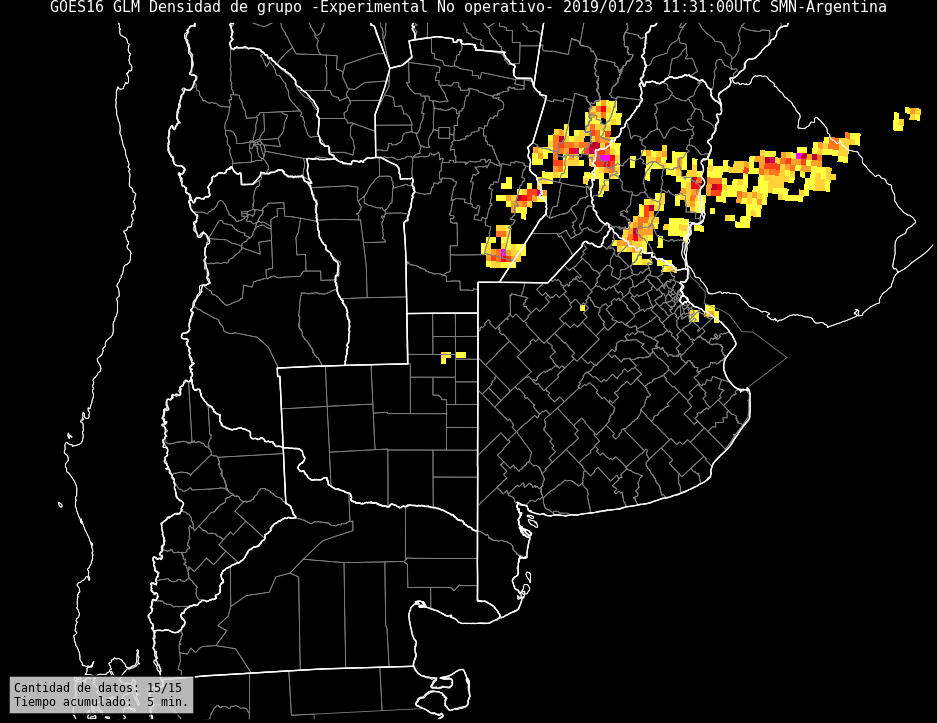 GOES16 GLM Densidad de grupo -Experimental No operativo- 2019/01/23 11:31:00UTC SMN-Argentina
Cantidad de datos: 15/15
Tiempo acumulado:  5 min.